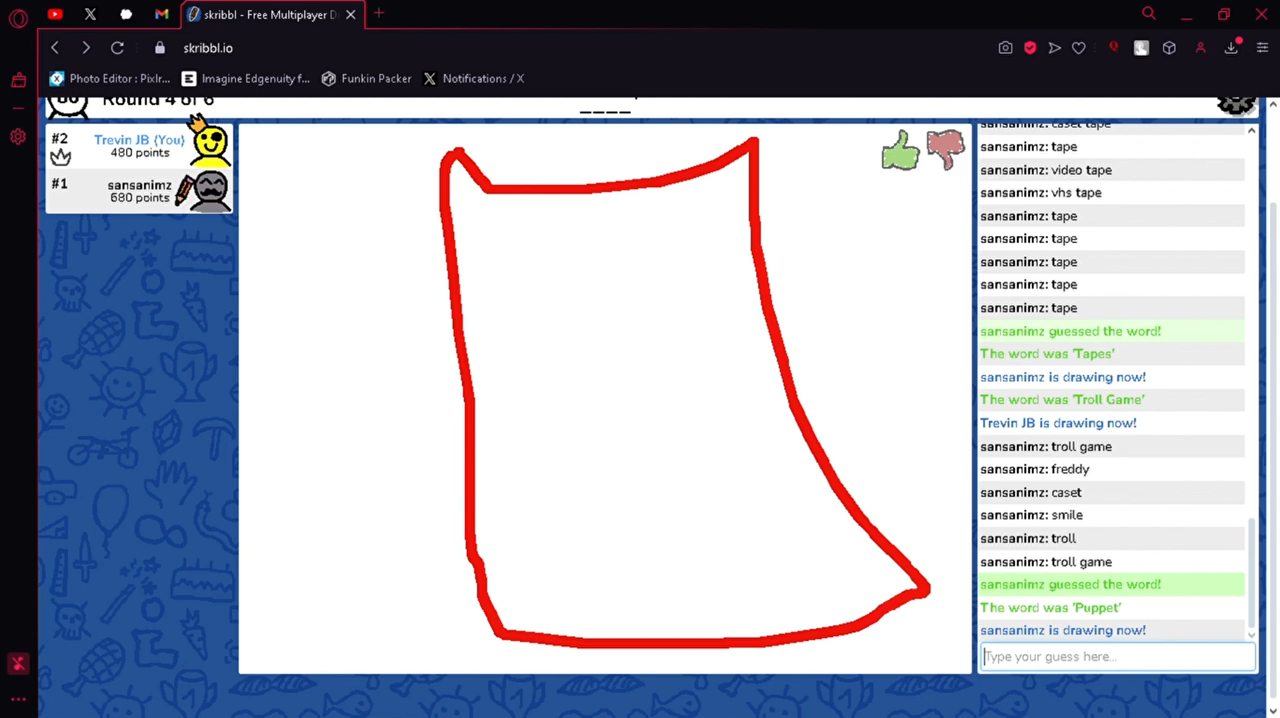 skribbl - Free Multiplayer D
skribbl.io
Photo Editor : Pixlr...
Imagine Edgenuity f...
Funkin Packer
Notifications / X
Round 4 of 6
____
#2
Trevin JB {You}
480 points
#1
sansanimz
680 points
sansanimz: caset tape
sansanimz: tape
sansanimz: video tape
sansanimz: vhs tape
sansanimz: tape
sansanimz: tape
sansanimz: tape
sansanimz: tape
sansanimz: tape
sansanimz guessed the word!
The word was 'Tapes'
sansanimz is drawing now!
The word was 'Troll Game'
Trevin JB is drawing now!
sansanimz: troll game
sansanimz: freddy
sansanimz: caset
sansanimz: smile
sansanimz: troll
sansanimz: troll game
sansanimz guessed the word!
The word was 'Puppet'
sansanimz is drawing now!
Type your guess here...